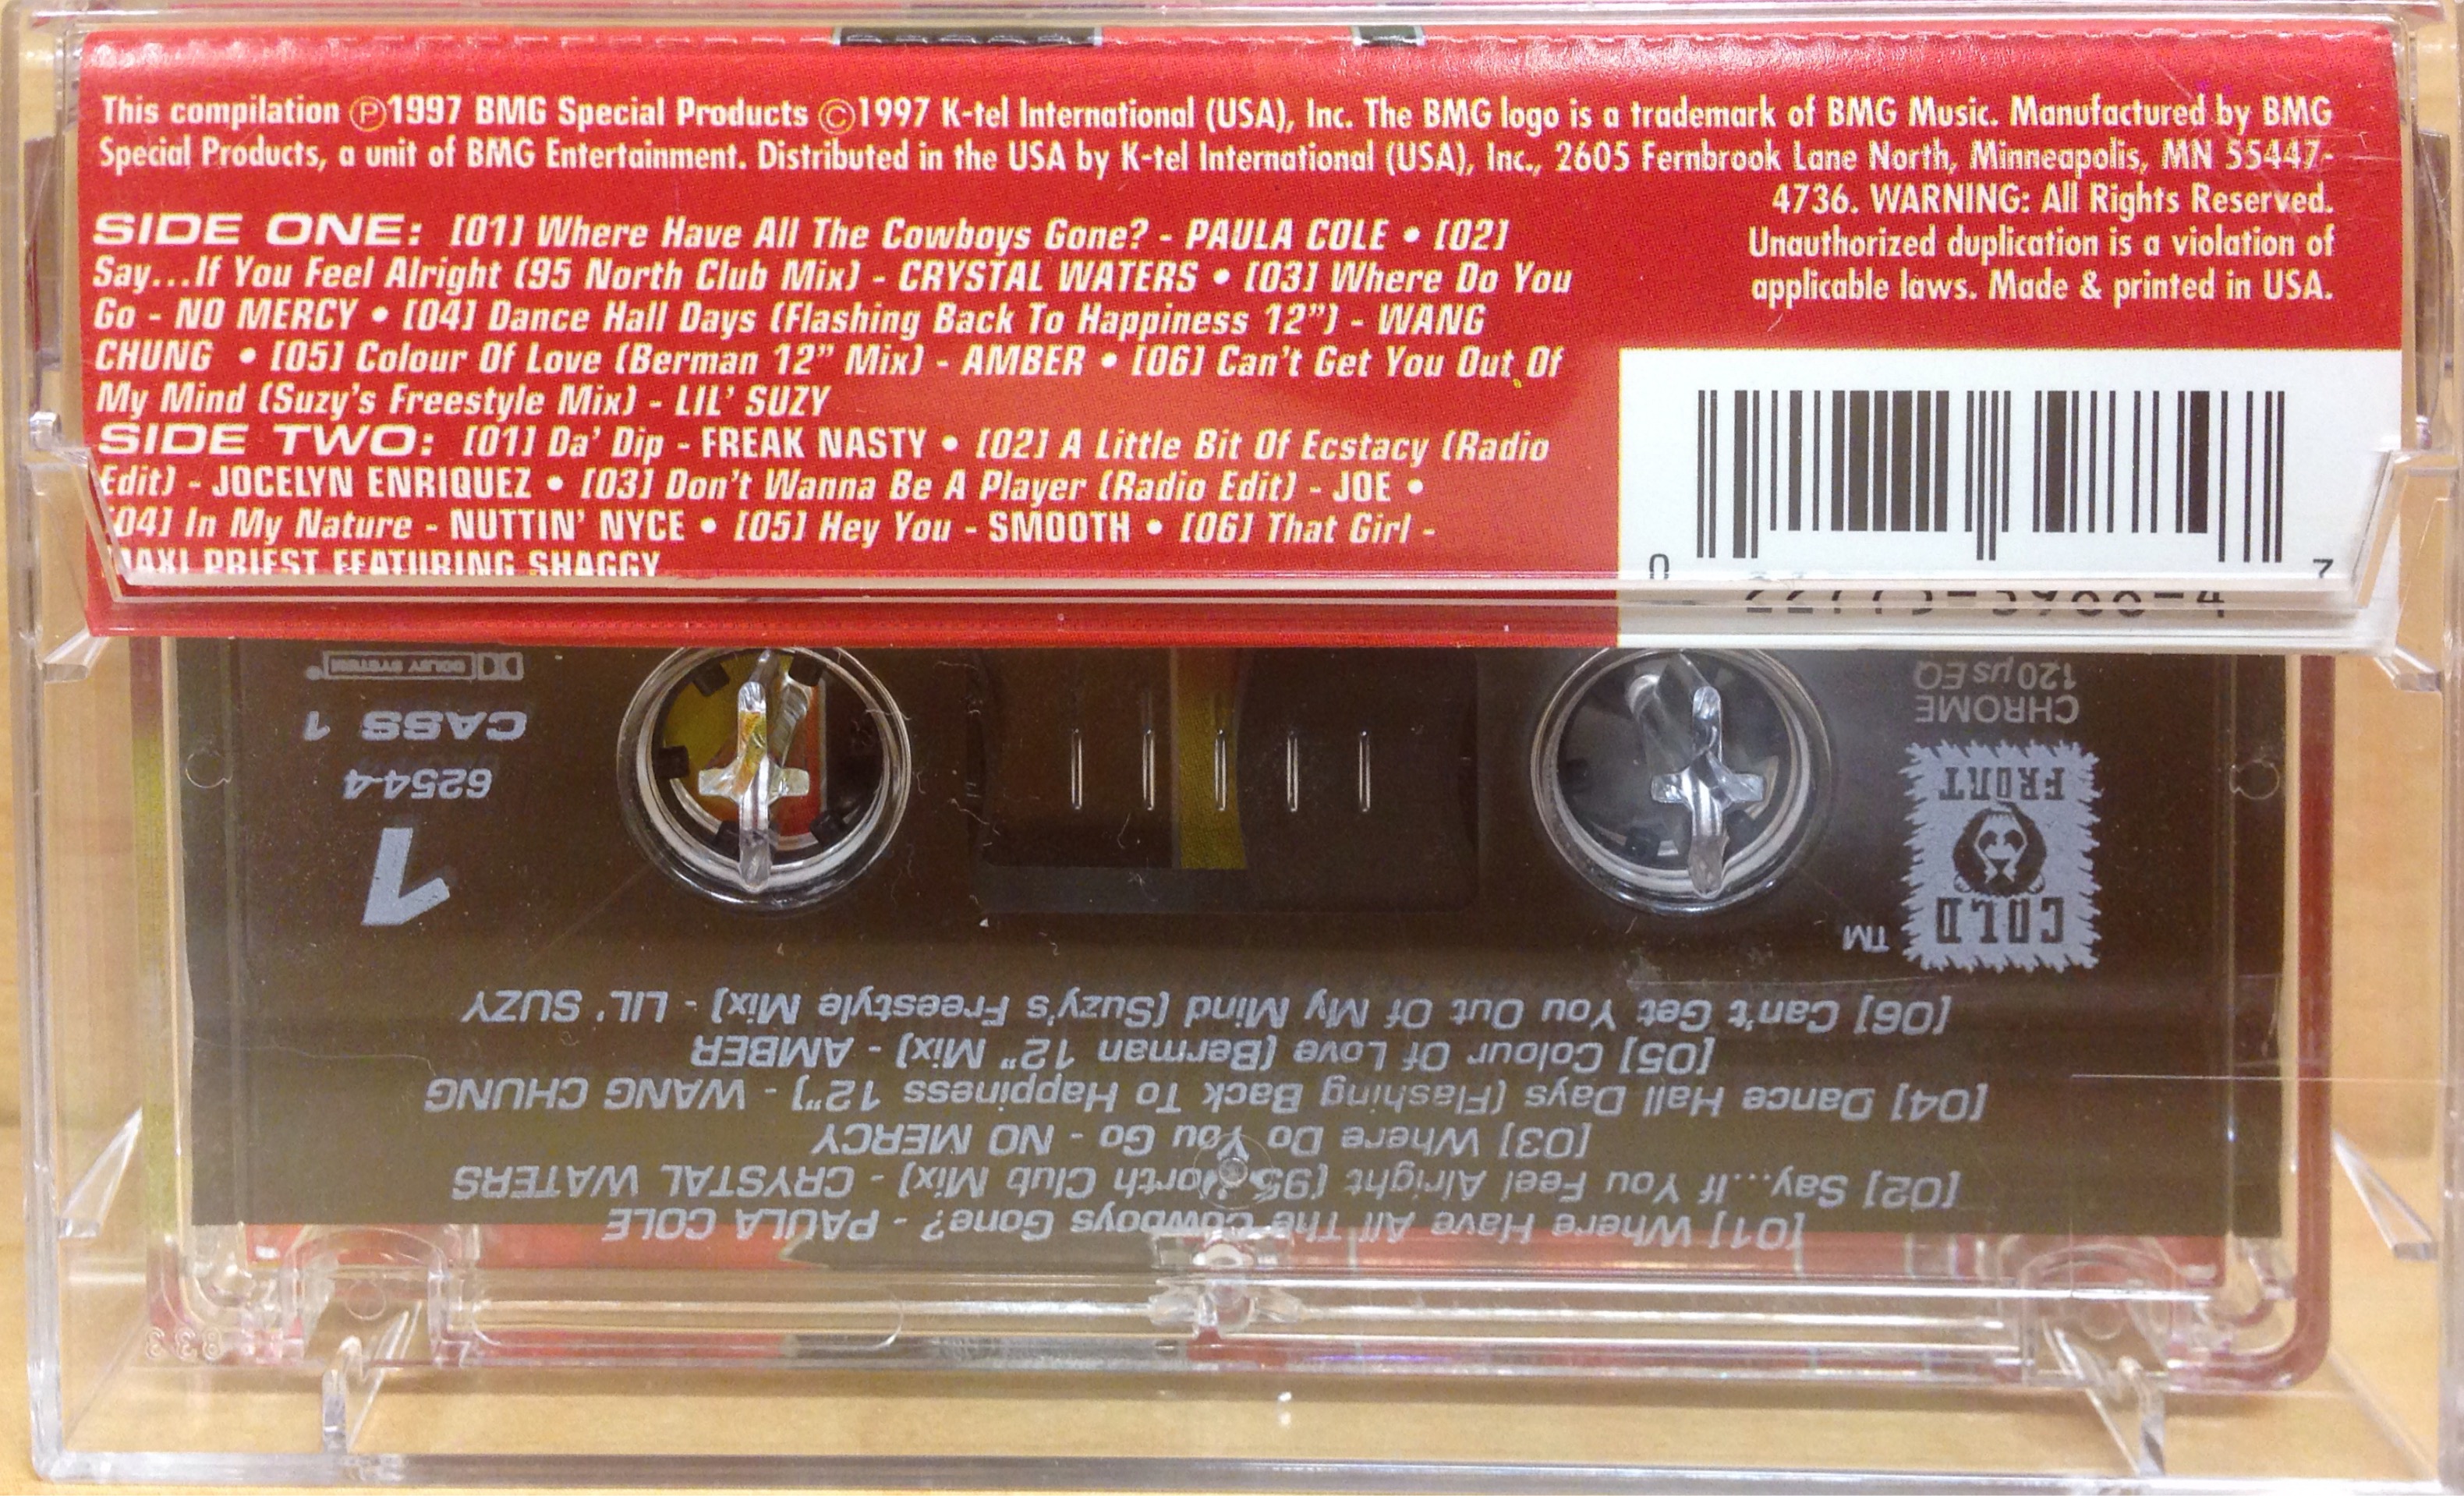 This compilation Ⓟ1997 BMG Special Products ©1997 K-tel International (USA), Inc. The BMG logo is a trademark of BMG Music. Manufactured by BMG
Special Products, a unit of BMG Entertainment. Distributed in the USA by K-tel International (USA), Inc., 2605 Fernbrook Lane North, Minneapolis, MN 55447-
4736. WARNING: All Rights Reserved.
Unauthorized duplication is a violation of
applicable laws. Made & printed in USA.
SIDE ONE: [01] Where Have All The Cowboys Gone? - PAULA COLE • [02]
Say...If You Feel Alright (95 North Club Mix) - CRYSTAL WATERS • [03] Where Do You
Go - NO MERCY • [04] Dance Hall Days (Flashing Back To Happiness 12") - WANG
CHUNG • [05] Colour Of Love (Berman 12" Mix) - AMBER • [06] Can't Get You Out Of
My Mind (Suzy's Freestyle Mix) - LIL' SUZY
SIDE TWO: [01] Da' Dip - FREAK NASTY • [02] A Little Bit Of Ecstacy (Radio
Edit) - JOCELYN ENRIQUEZ • [03] Don't Wanna Be A Player (Radio Edit) - JOE •
[04] In My Nature - NUTTIN' NYCE • [05] Hey You - SMOOTH • [06] That Girl -
MAXI PRIEST FEATURING SHAGGY
0 7
[01] Where Have All The Cowboys Gone? - PAULA COLE
[02] Say...If You Feel Alright (95 North Club Mix) - CRYSTAL WATERS
[03] Where Do You Go - NO MERCY
[04] Dance Hall Days (Flashing Back To Happiness 12") - WANG CHUNG
[05] Colour Of Love (Berman 12" Mix) - AMBER
[06] Can't Get You Out Of My Mind (Suzy's Freestyle Mix) - LIL' SUZY
COLD
FRONT
TM
CHROME
120 µs EQ
1
6254-4
CASS 1
DOLBY SYSTEM
833